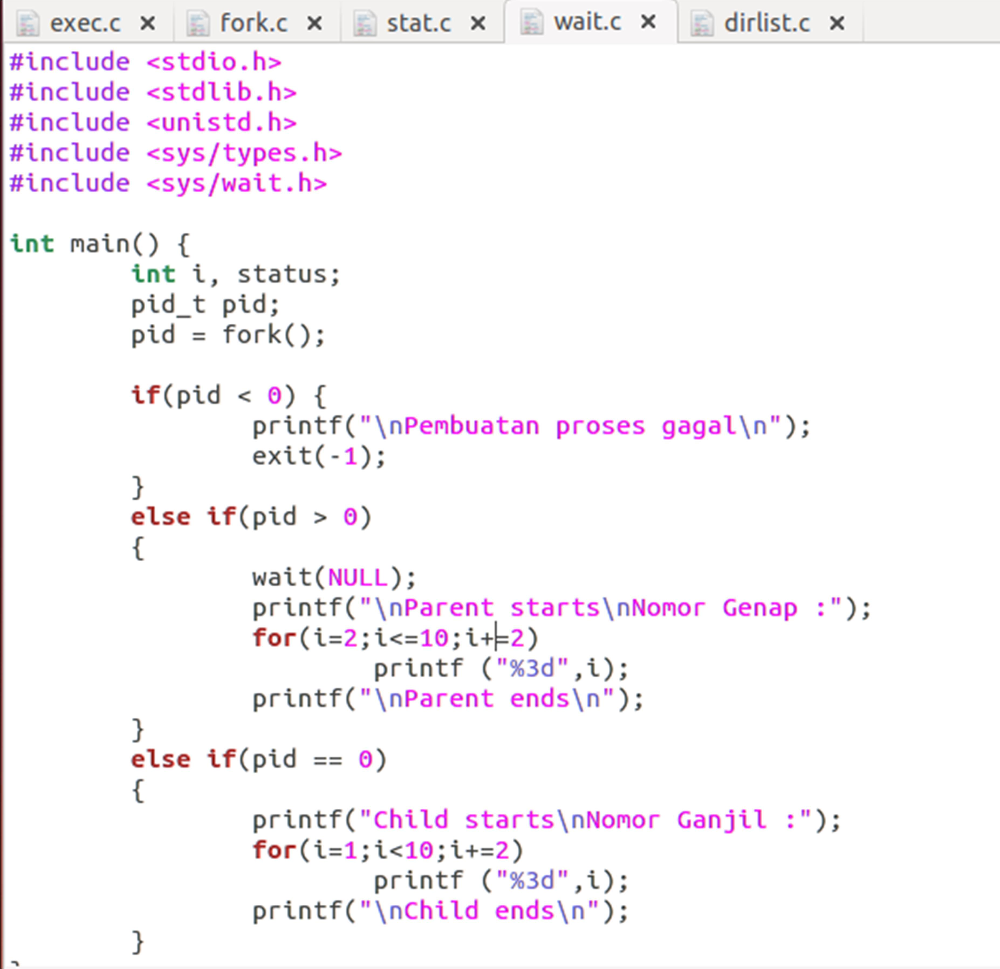 exec.c × fork.c × stat.c × wait.c × dirlist.c ×
#include <stdio.h>
#include <stdlib.h>
#include <unistd.h>
#include <sys/types.h>
#include <sys/wait.h>
int main() {
int i, status;
pid_t pid;
pid = fork();
if(pid < 0) {
printf("\nPembuatan proses gagal\n");
exit(-1);
}
else if(pid > 0)
{
wait(NULL);
printf("\nParent starts\nNomor Genap :");
for(i=2;i<=10;i+=2)
printf ("%3d",i);
printf("\nParent ends\n");
}
else if(pid == 0)
{
printf("Child starts\nNomor Ganjil :");
for(i=1;i<10;i+=2)
printf ("%3d",i);
printf("\nChild ends\n");
}